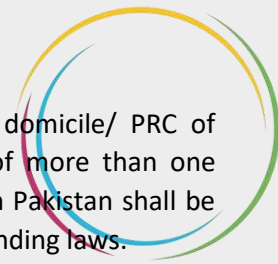 domicile/ PRC of
of more than one
Pakistan shall be
nding laws.